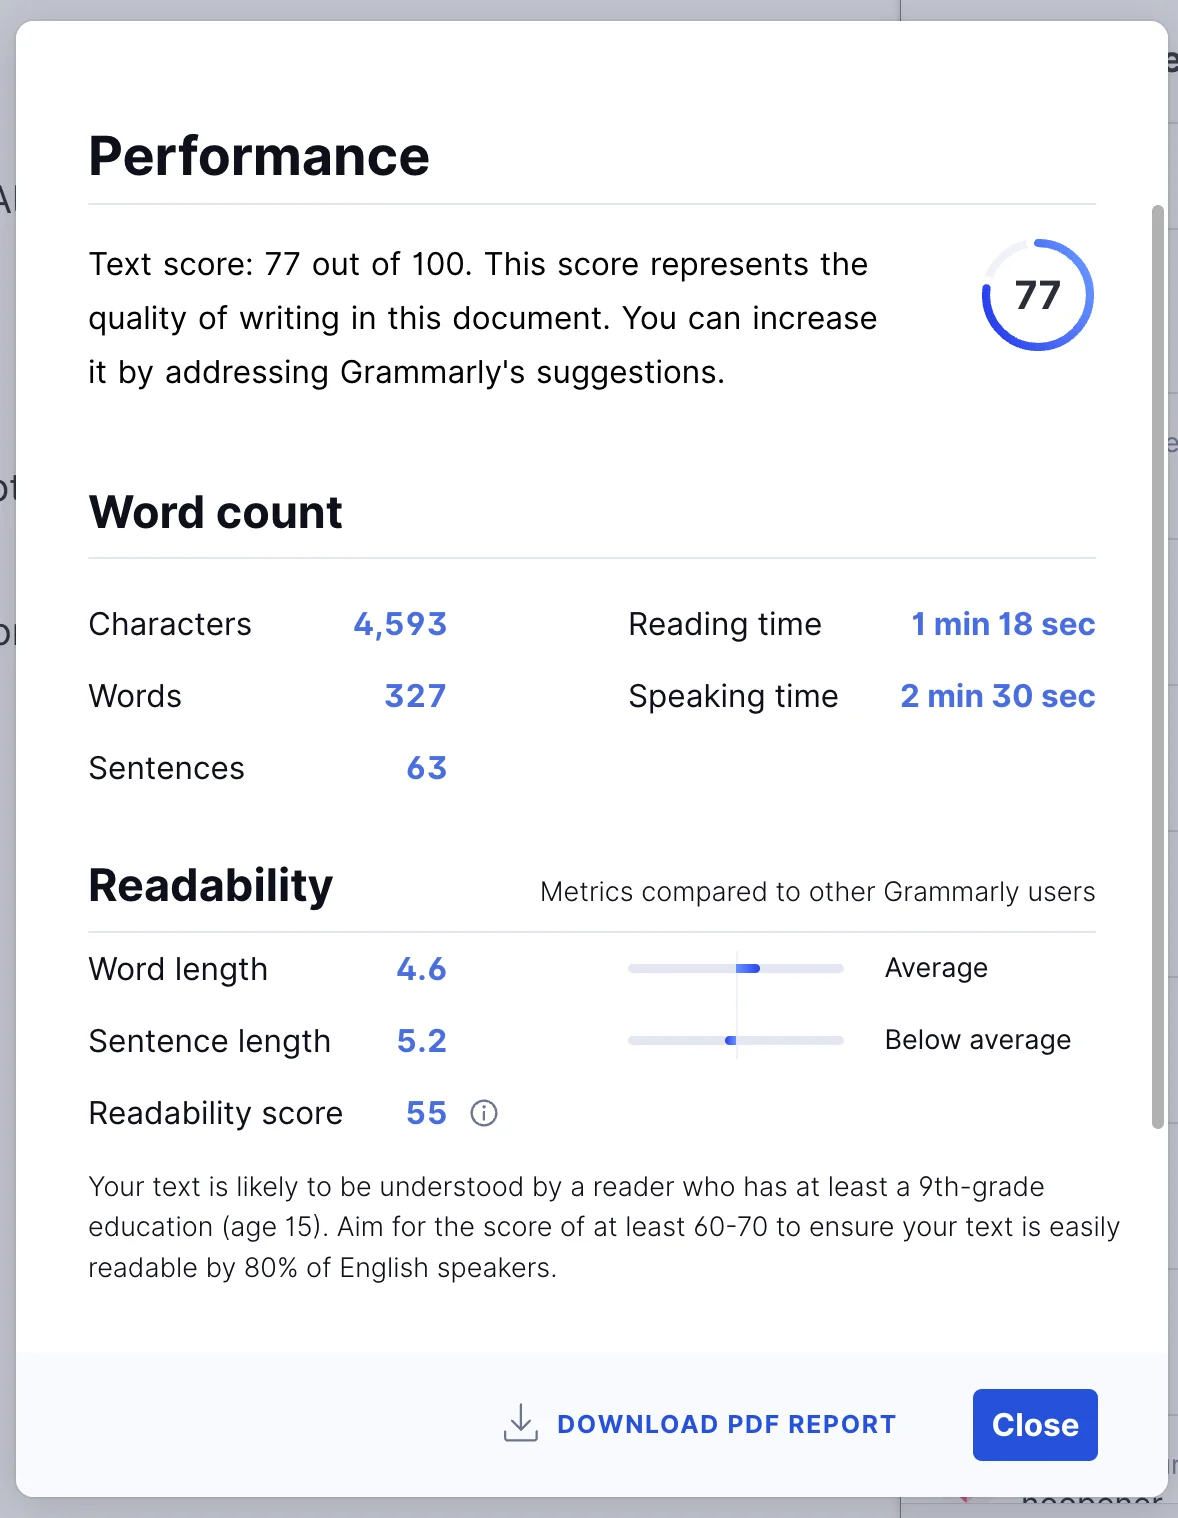 Performance
Text score: 77 out of 100. This score represents the
quality of writing in this document. You can increase
it by addressing Grammarly's suggestions.
77
Word count
Characters 4,593 Reading time 1 min 18 sec
Words 327 Speaking time 2 min 30 sec
Sentences 63
Readability Metrics compared to other Grammarly users
Word length 4.6 Average
Sentence length 5.2 Below average
Readability score 55
Your text is likely to be understood by a reader who has at least a 9th-grade
education (age 15). Aim for the score of at least 60-70 to ensure your text is easily
readable by 80% of English speakers.
DOWNLOAD PDF REPORT Close